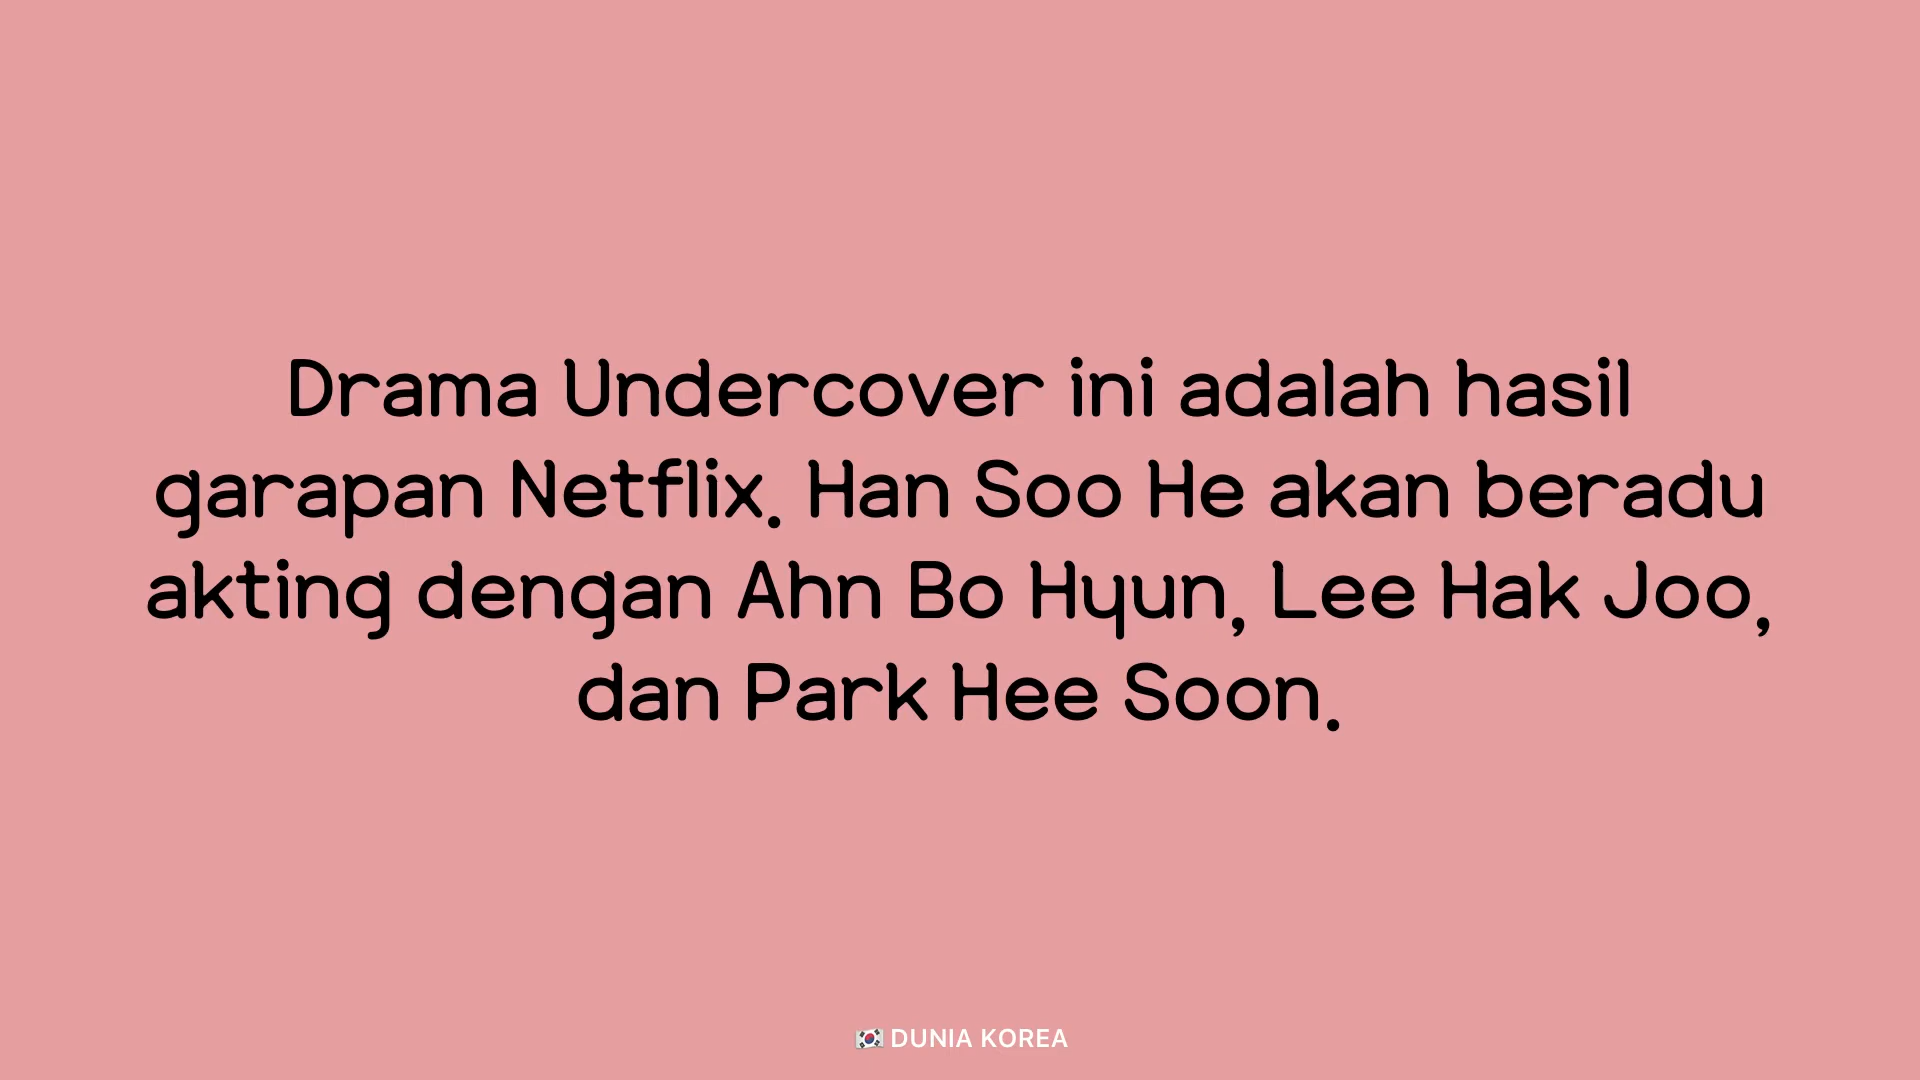 Drama Undercover ini adalah hasil
garapan Netflix. Han Soo He akan beradu
akting dengan Ahn Bo Hyun, Lee Hak Joo,
dan Park Hee Soon.
🇰🇷 DUNIA KOREA